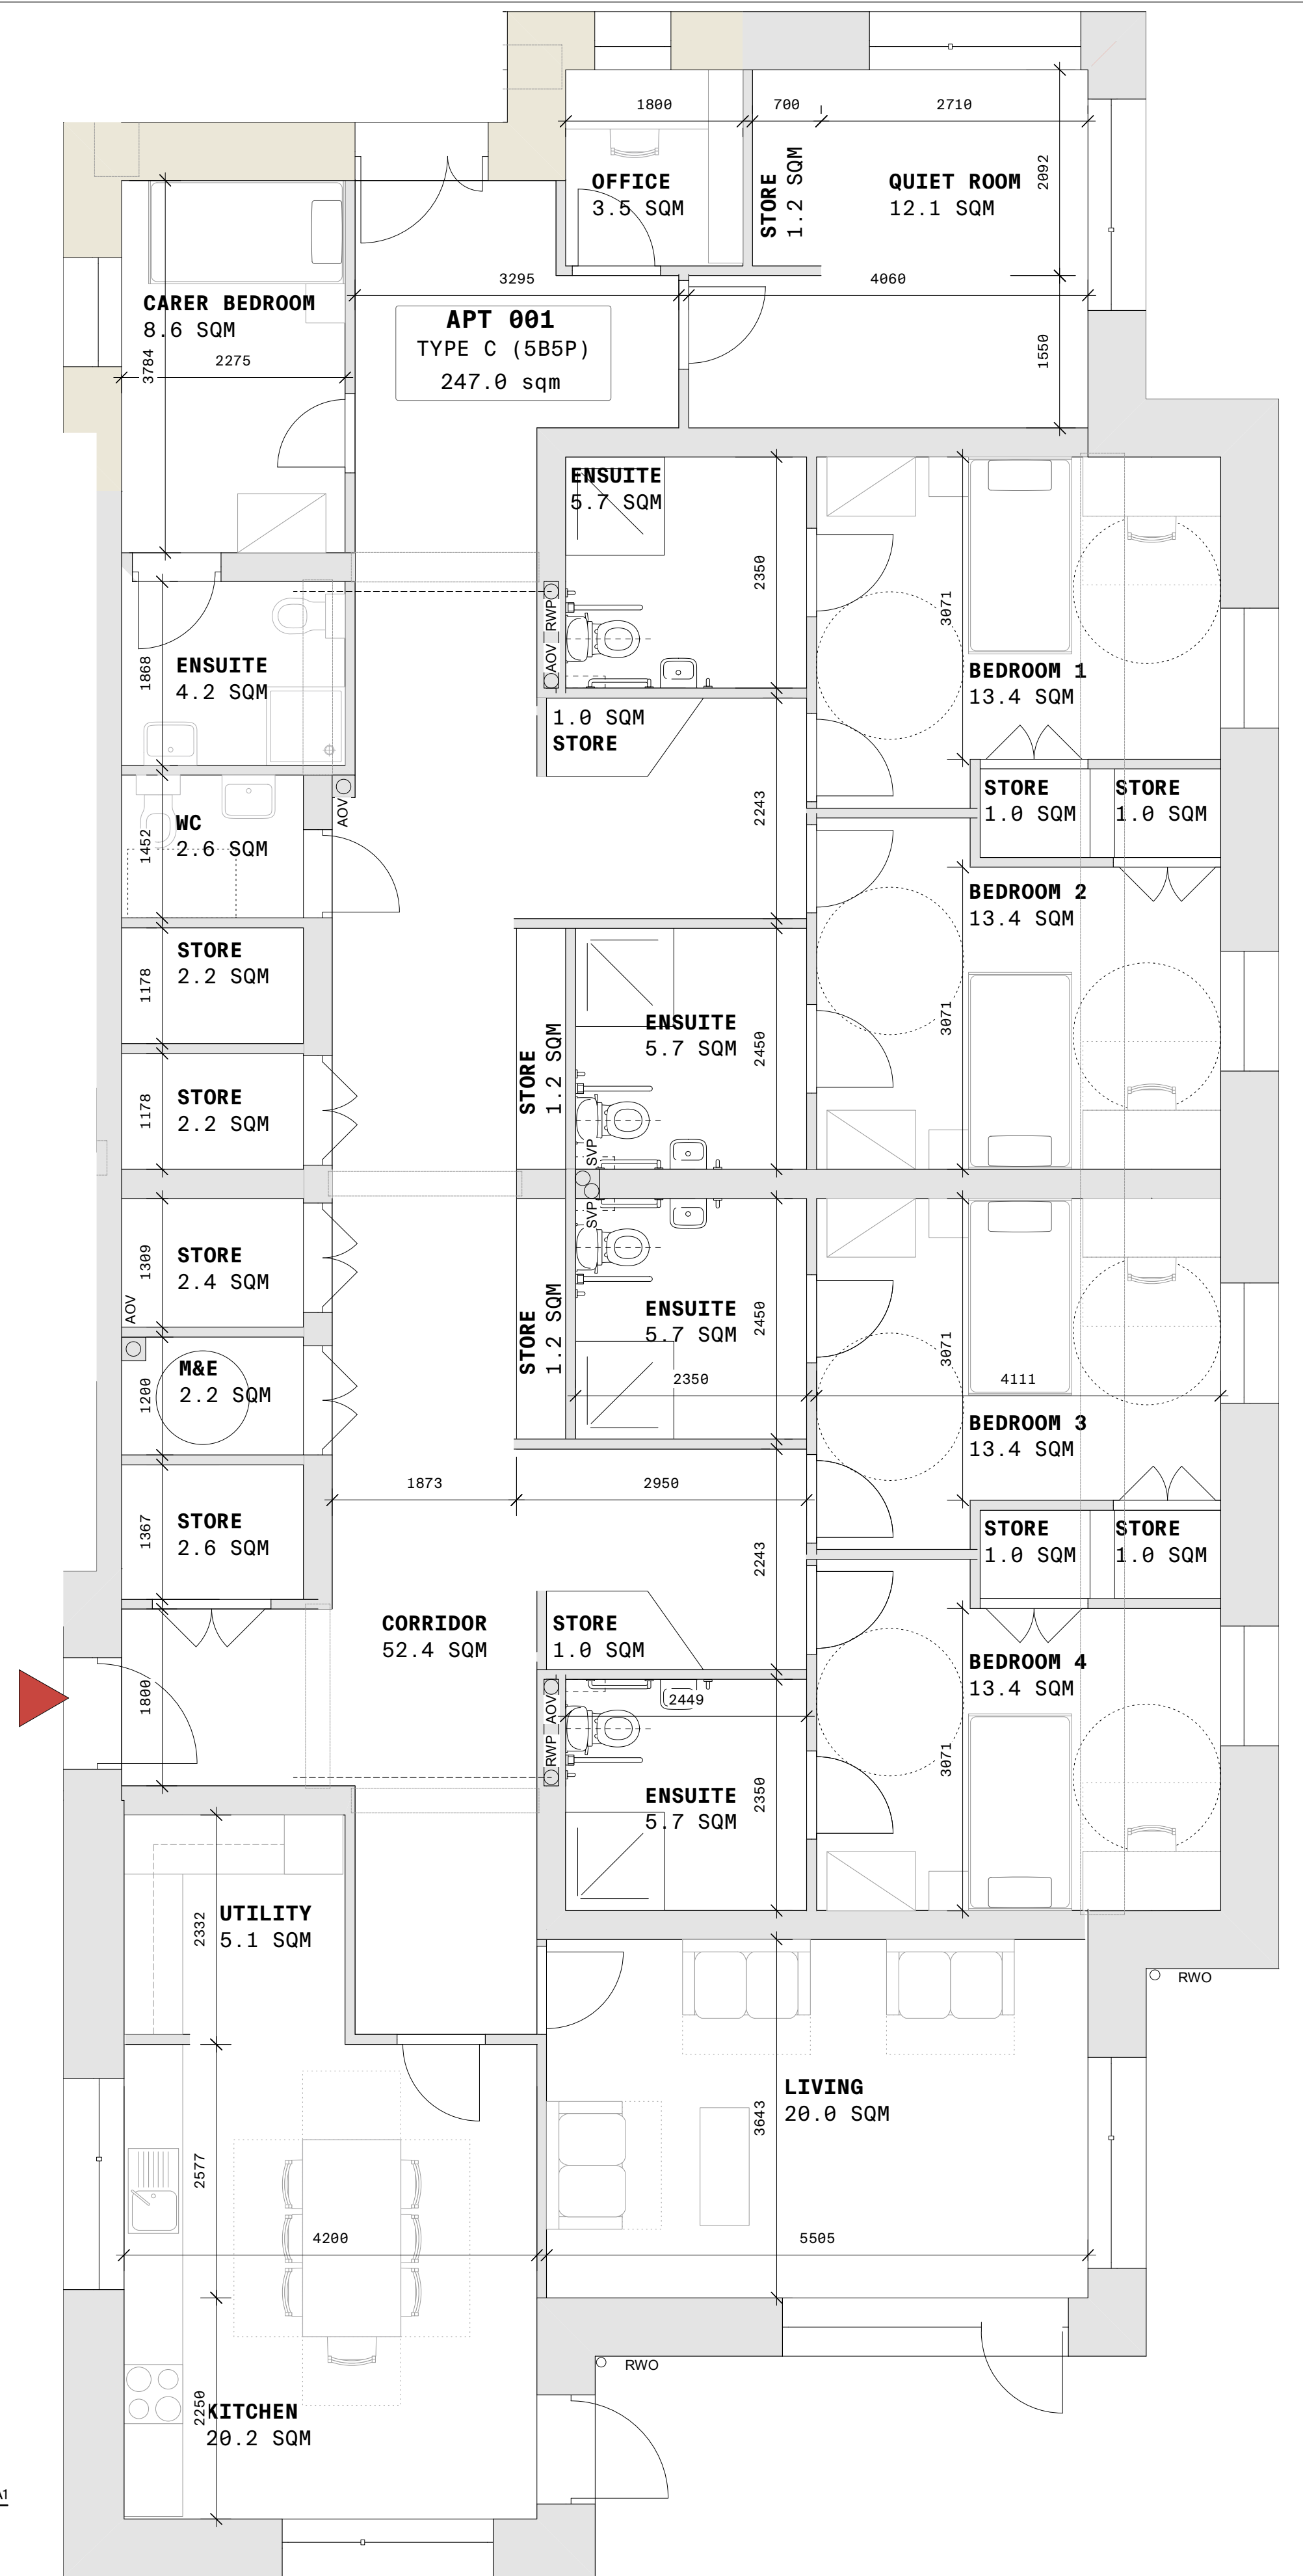 1800
700
2710
OFFICE
3.5 SQM
STORE
1.2 SQM
QUIET ROOM
12.1 SQM
2092
3295
4060
CARER BEDROOM
8.6 SQM
3784
2275
APT 001
TYPE C (5B5P)
247.0 sqm
1550
ENSUITE
5.7 SQM
2350
3071
RWP
AOV
BEDROOM 1
13.4 SQM
ENSUITE
4.2 SQM
1868
1.0 SQM
STORE
STORE
1.0 SQM
STORE
1.0 SQM
AOV
WC
2.6 SQM
1452
2243
BEDROOM 2
13.4 SQM
STORE
2.2 SQM
1178
ENSUITE
5.7 SQM
2450
3071
STORE
1.2 SQM
STORE
2.2 SQM
1178
SVP
SVP
STORE
2.4 SQM
1309
AOV
STORE
1.2 SQM
ENSUITE
5.7 SQM
2450
3071
2350
4111
M&E
2.2 SQM
1200
BEDROOM 3
13.4 SQM
1873
2950
STORE
2.6 SQM
1367
STORE
1.0 SQM
STORE
1.0 SQM
2243
CORRIDOR
52.4 SQM
STORE
1.0 SQM
BEDROOM 4
13.4 SQM
1800
2449
AOV
RWP
3071
ENSUITE
5.7 SQM
2350
UTILITY
5.1 SQM
2332
RWO
LIVING
20.0 SQM
3643
2577
4200
5505
RWO
KITCHEN
20.2 SQM
2250
A1